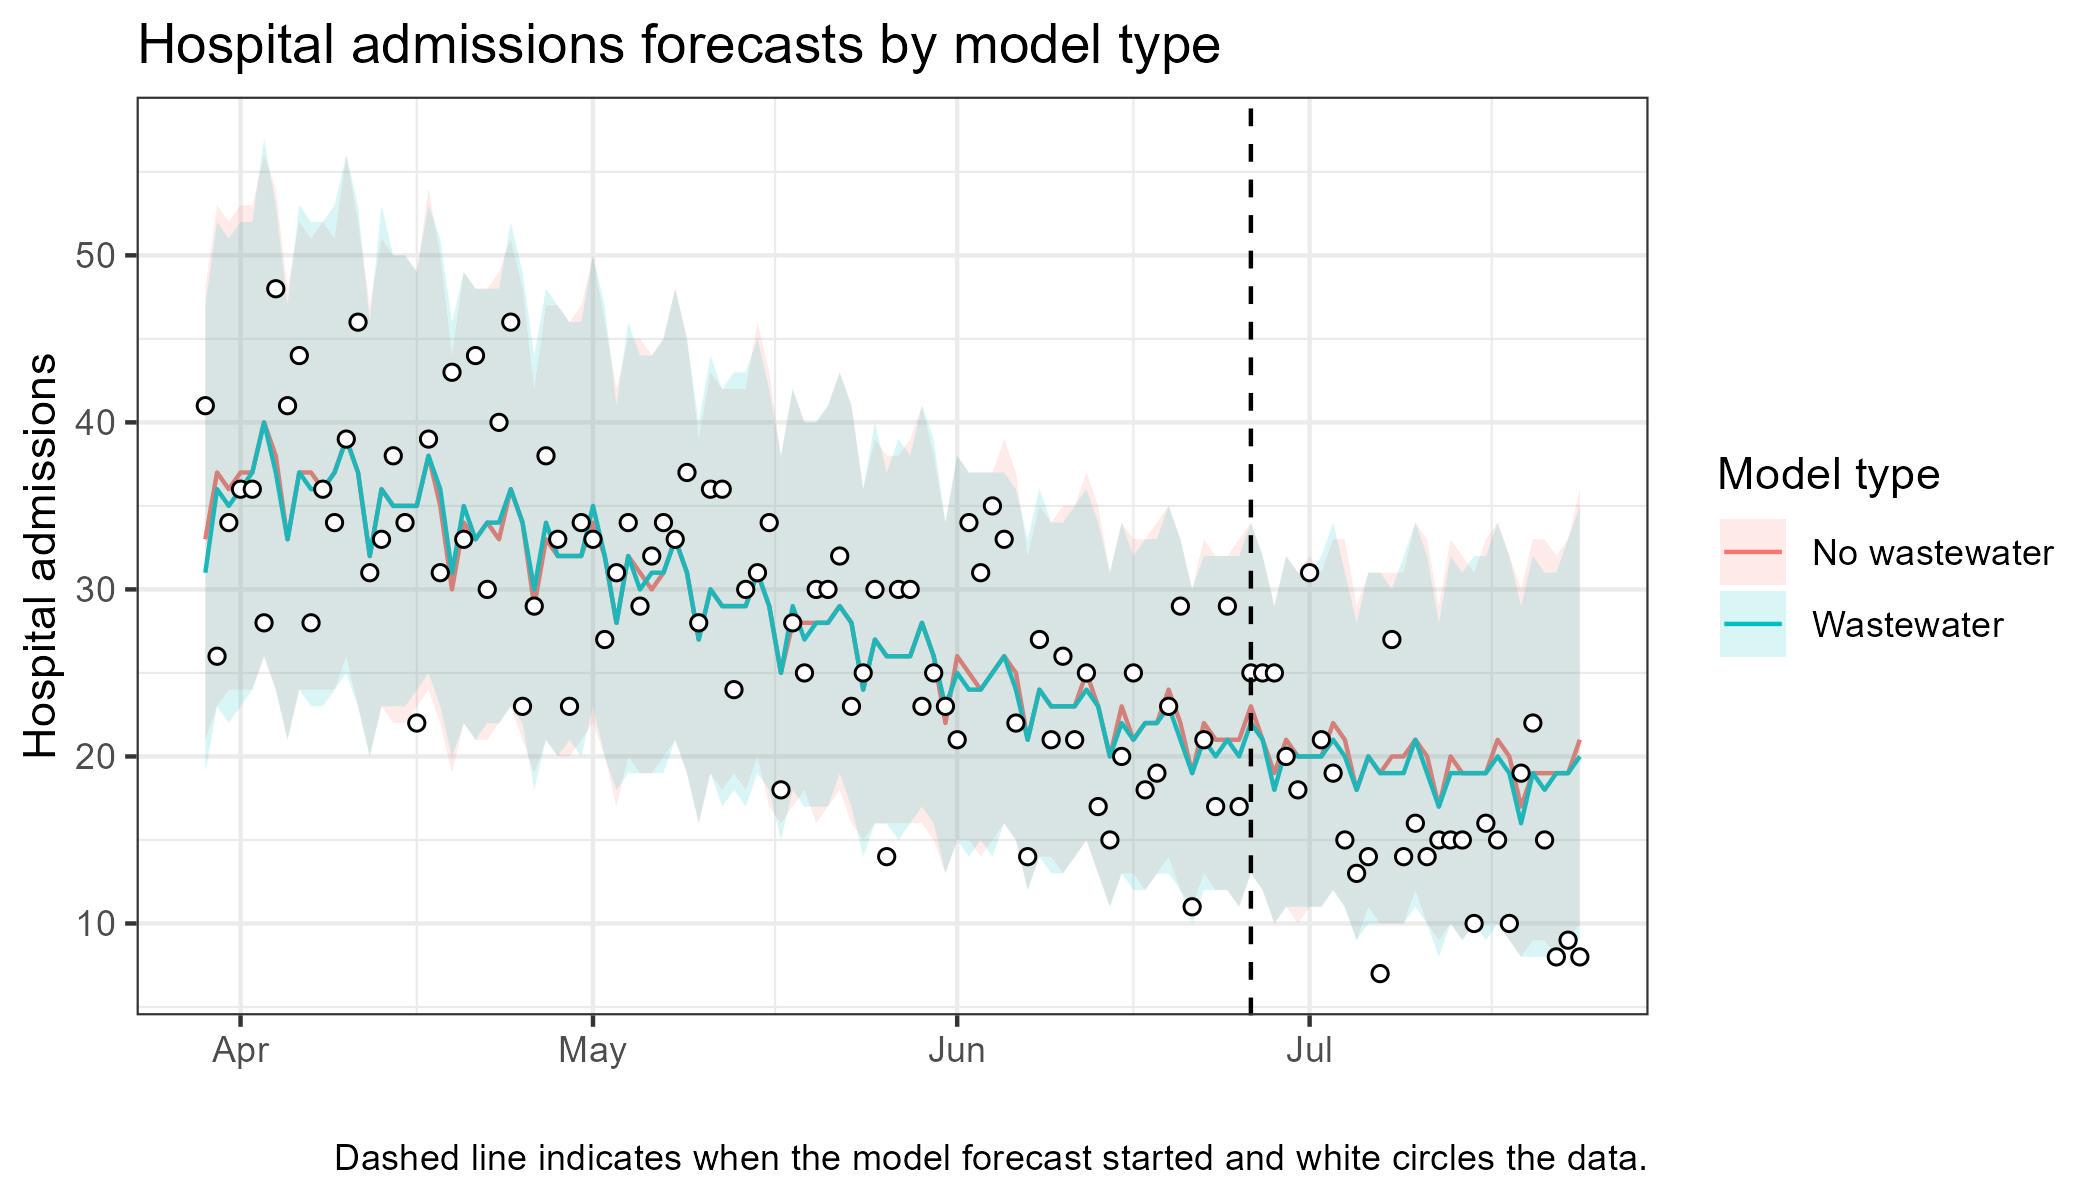 Hospital admissions forecasts by model type
Hospital admissions
50
40
30
20
10
Apr May Jun Jul
Model type
No wastewater
Wastewater
Dashed line indicates when the model forecast started and white circles the data.